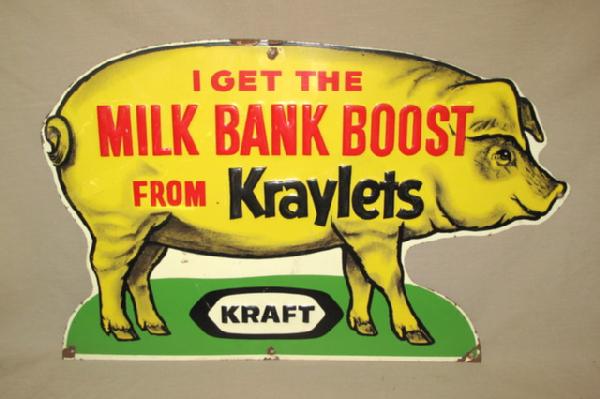 I GET THE
MILK BANK BOOST
FROM Kraylets
KRAFT